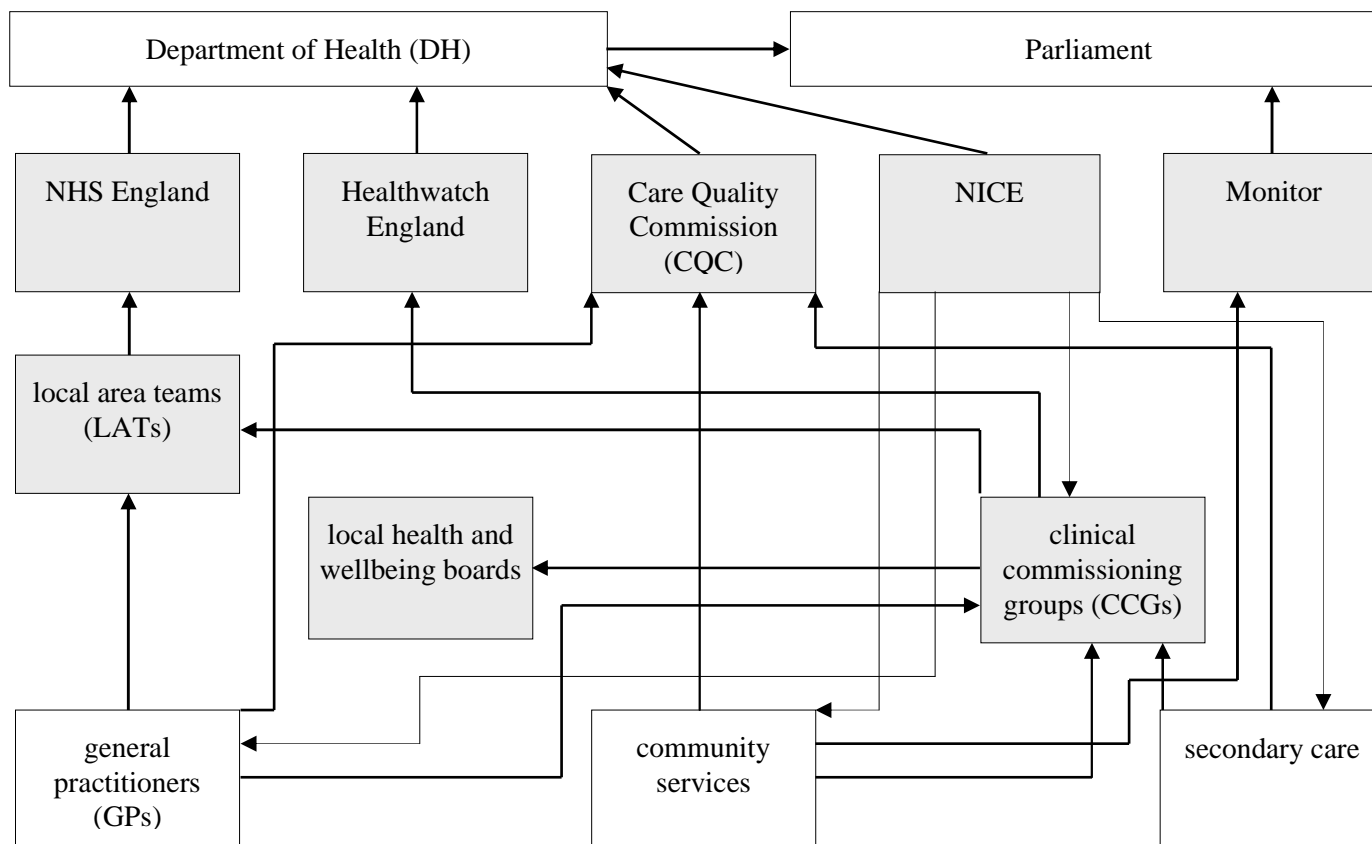 Department of Health (DH)
Parliament
NHS England
Healthwatch
England
Care Quality
Commission
(CQC)
NICE
Monitor
local area teams
(LATs)
local health and
wellbeing boards
clinical
commissioning
groups (CCGs)
general
practitioners
(GPs)
community
services
secondary care